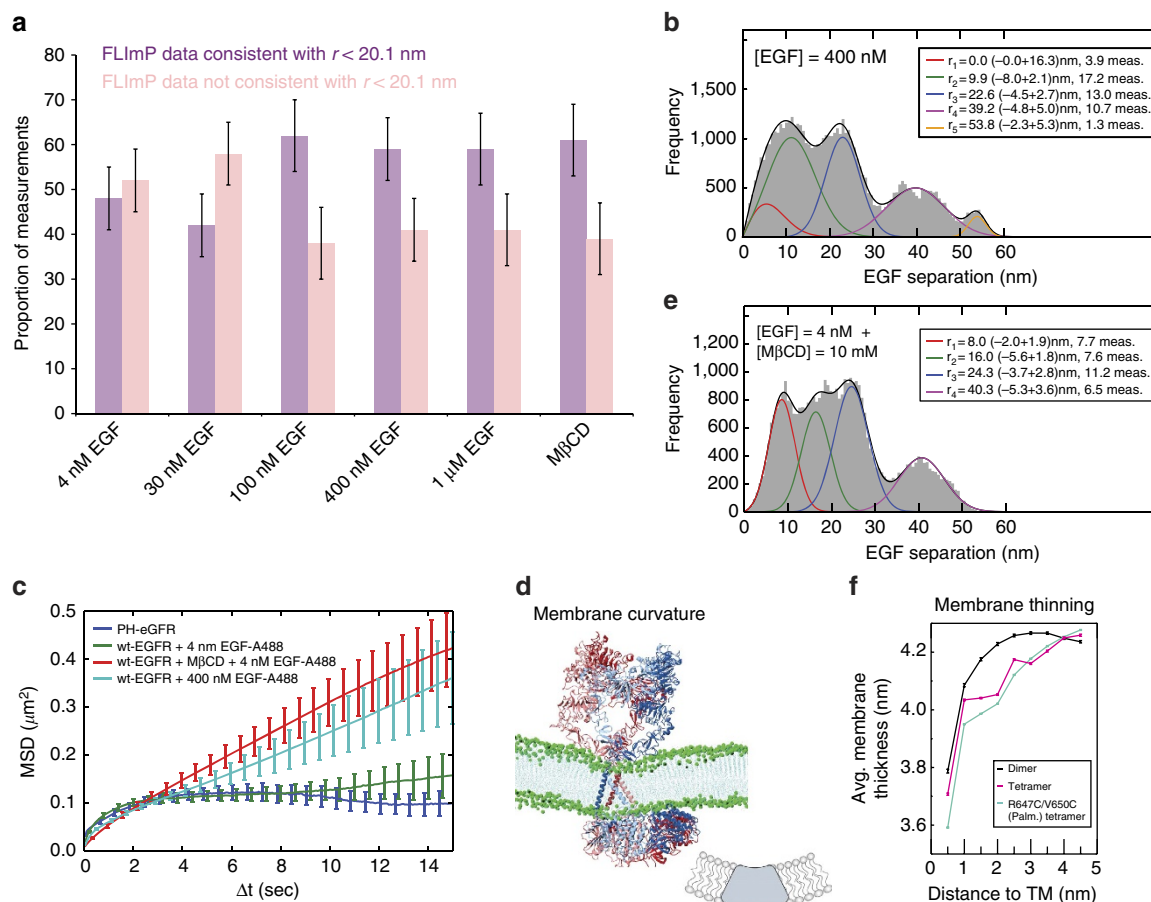 a
FLImP data consistent with r < 20.1 nm
FLImP data not consistent with r < 20.1 nm
Proportion of measurements
80
70
60
50
40
30
20
10
0
4 nM EGF
30 nM EGF
100 nM EGF
400 nM EGF
1 μM EGF
MβCD
b
[EGF] = 400 nM
r1=0.0 (−0.0+16.3)nm, 3.9 meas.
r2=9.9 (−8.0+2.1)nm, 17.2 meas.
r3=22.6 (−4.5+2.7)nm, 13.0 meas.
r4=39.2 (−4.8+5.0)nm, 10.7 meas.
r5=53.8 (−2.3+5.3)nm, 1.3 meas.
Frequency
1,500
1,000
500
0
0 10 20 30 40 50 60
EGF separation (nm)
e
[EGF] = 4 nM +
[MβCD] = 10 mM
r1=8.0 (−2.0+1.9)nm, 7.7 meas.
r2=16.0 (−5.6+1.8)nm, 7.6 meas.
r3=24.3 (−3.7+2.8)nm, 11.2 meas.
r4=40.3 (−5.3+3.6)nm, 6.5 meas.
Frequency
1,200
1,000
800
600
400
200
0
0 10 20 30 40 50 60
EGF separation (nm)
c
PH-eGFR
wt-EGFR + 4 nm EGF-A488
wt-EGFR + MβCD + 4 nM EGF-A488
wt-EGFR + 400 nM EGF-A488
MSD (μm²)
0.5
0.4
0.3
0.2
0.1
0.0
0 2 4 6 8 10 12 14
Δt (sec)
d
Membrane curvature
f
Membrane thinning
Avg. membrane
thickness (nm)
4.2
4.0
3.8
3.6
Dimer
Tetramer
R647C/V650C
(Palm.) tetramer
0 1 2 3 4 5
Distance to TM (nm)